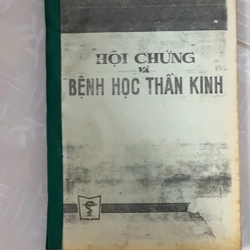 HỘI CHỨNG
VÀ
BỆNH HỌC THẦN KINH